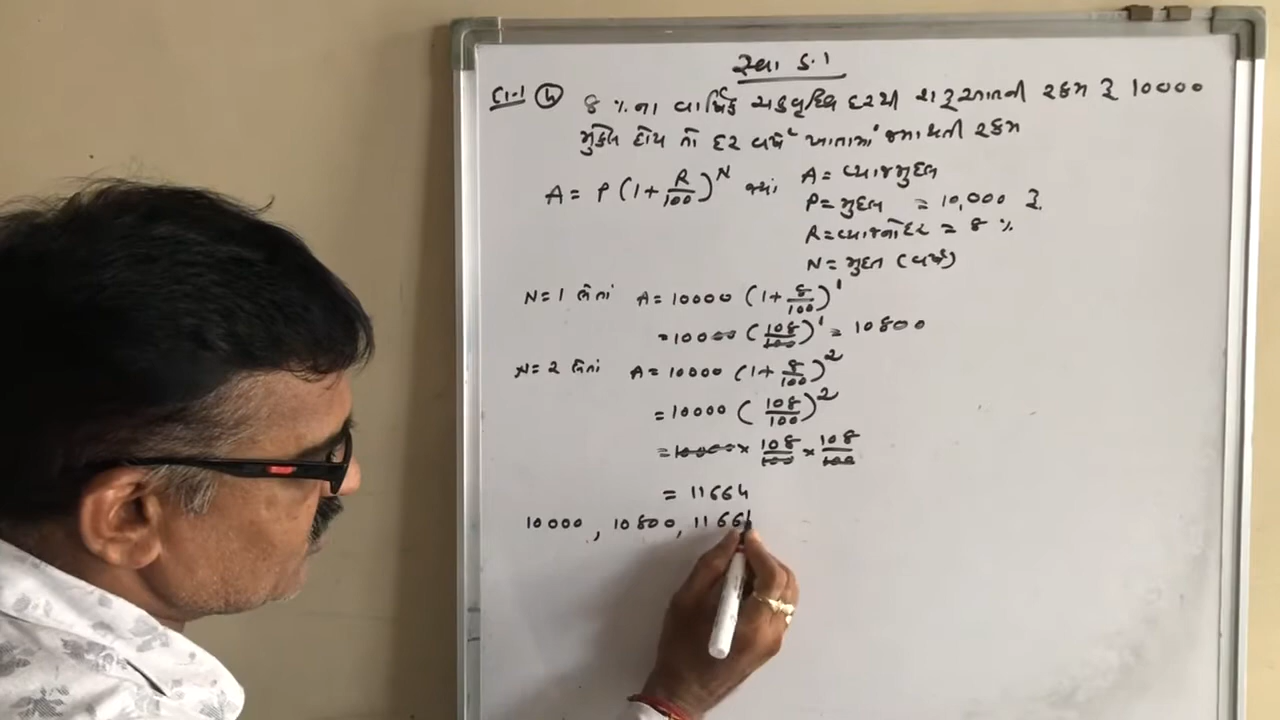 સ્વા 5.1
દા-1 (4) 8 % ના વાર્ષિક ચક્રવૃદ્ધિ દરથી શરૂઆતની રકમ રૂ 10000
મુકેલ હોય તો દર વર્ષે ખાતામાં જમા થતી રકમ
A = P (1 + R/100)^N જ્યાં A = વ્યાજમુદલ
P = મુદલ = 10,000 રૂ.
R = વ્યાજનો દર = 8 %
N = મુદત (વર્ષ)
N = 1 લેતાં A = 10000 (1 + 8/100)^1
= 10000 (108/100)^1 = 10800
N = 2 લેતાં A = 10000 (1 + 8/100)^2
= 10000 (108/100)^2
= 10000 × 108/100 × 108/100
= 11664
10000 , 10800, 1166